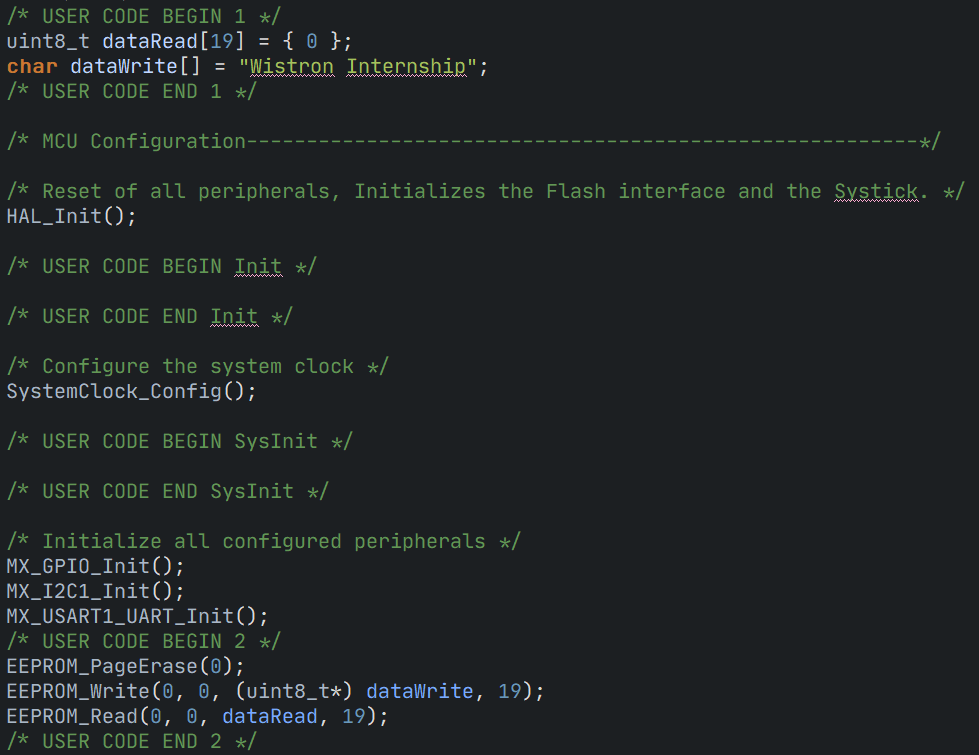 /* USER CODE BEGIN 1 */
uint8_t dataRead[19] = { 0 };
char dataWrite[] = "Wistron Internship";
/* USER CODE END 1 */
/* MCU Configuration--------------------------------------------------------*/
/* Reset of all peripherals, Initializes the Flash interface and the Systick. */
HAL_Init();
/* USER CODE BEGIN Init */
/* USER CODE END Init */
/* Configure the system clock */
SystemClock_Config();
/* USER CODE BEGIN SysInit */
/* USER CODE END SysInit */
/* Initialize all configured peripherals */
MX_GPIO_Init();
MX_I2C1_Init();
MX_USART1_UART_Init();
/* USER CODE BEGIN 2 */
EEPROM_PageErase(0);
EEPROM_Write(0, 0, (uint8_t*) dataWrite, 19);
EEPROM_Read(0, 0, dataRead, 19);
/* USER CODE END 2 */